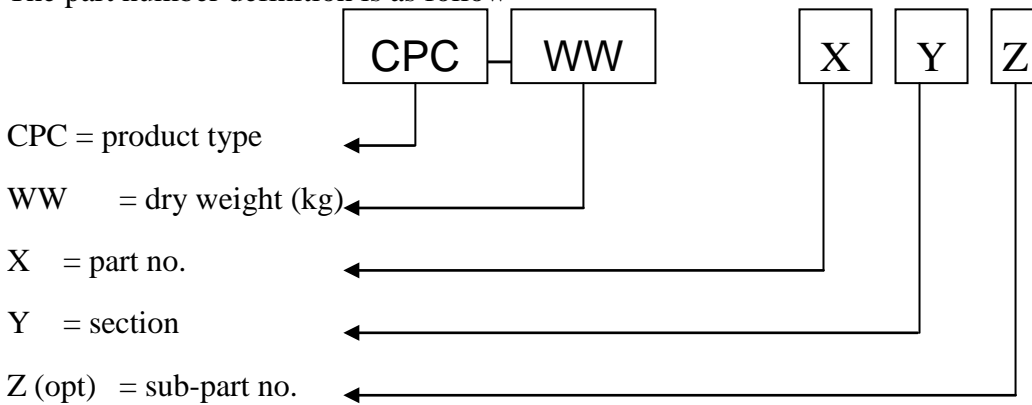 The part number definition is as follow
CPC - WW X Y Z
CPC = product type
WW = dry weight (kg)
X = part no.
Y = section
Z (opt) = sub-part no.